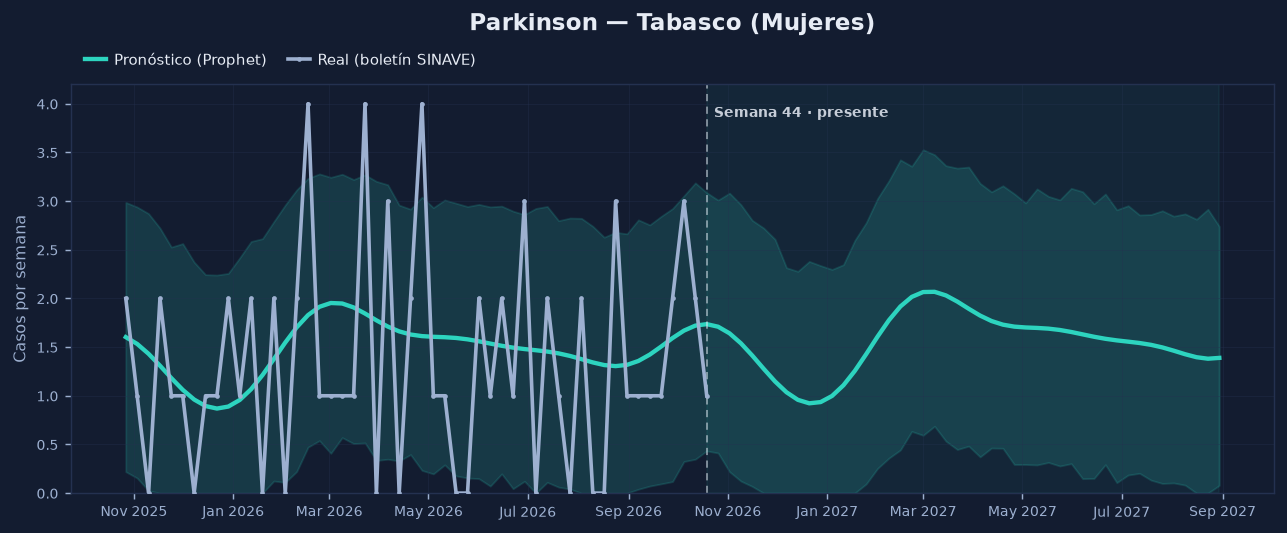 Parkinson — Tabasco (Mujeres)
Pronóstico (Prophet) Real (boletín SINAVE)
Semana 44 · presente
Casos por semana
4.0
3.5
3.0
2.5
2.0
1.5
1.0
0.5
0.0
Nov 2025 Jan 2026 Mar 2026 May 2026 Jul 2026 Sep 2026 Nov 2026 Jan 2027 Mar 2027 May 2027 Jul 2027 Sep 2027